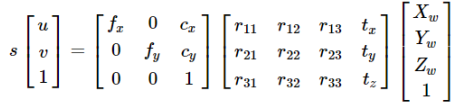 s [u v 1]ᵀ = [f_x 0 c_x; 0 f_y c_y; 0 0 1] [r_11 r_12 r_13 t_x; r_21 r_22 r_23 t_y; r_31 r_32 r_33 t_z] [X_w Y_w Z_w 1]ᵀ